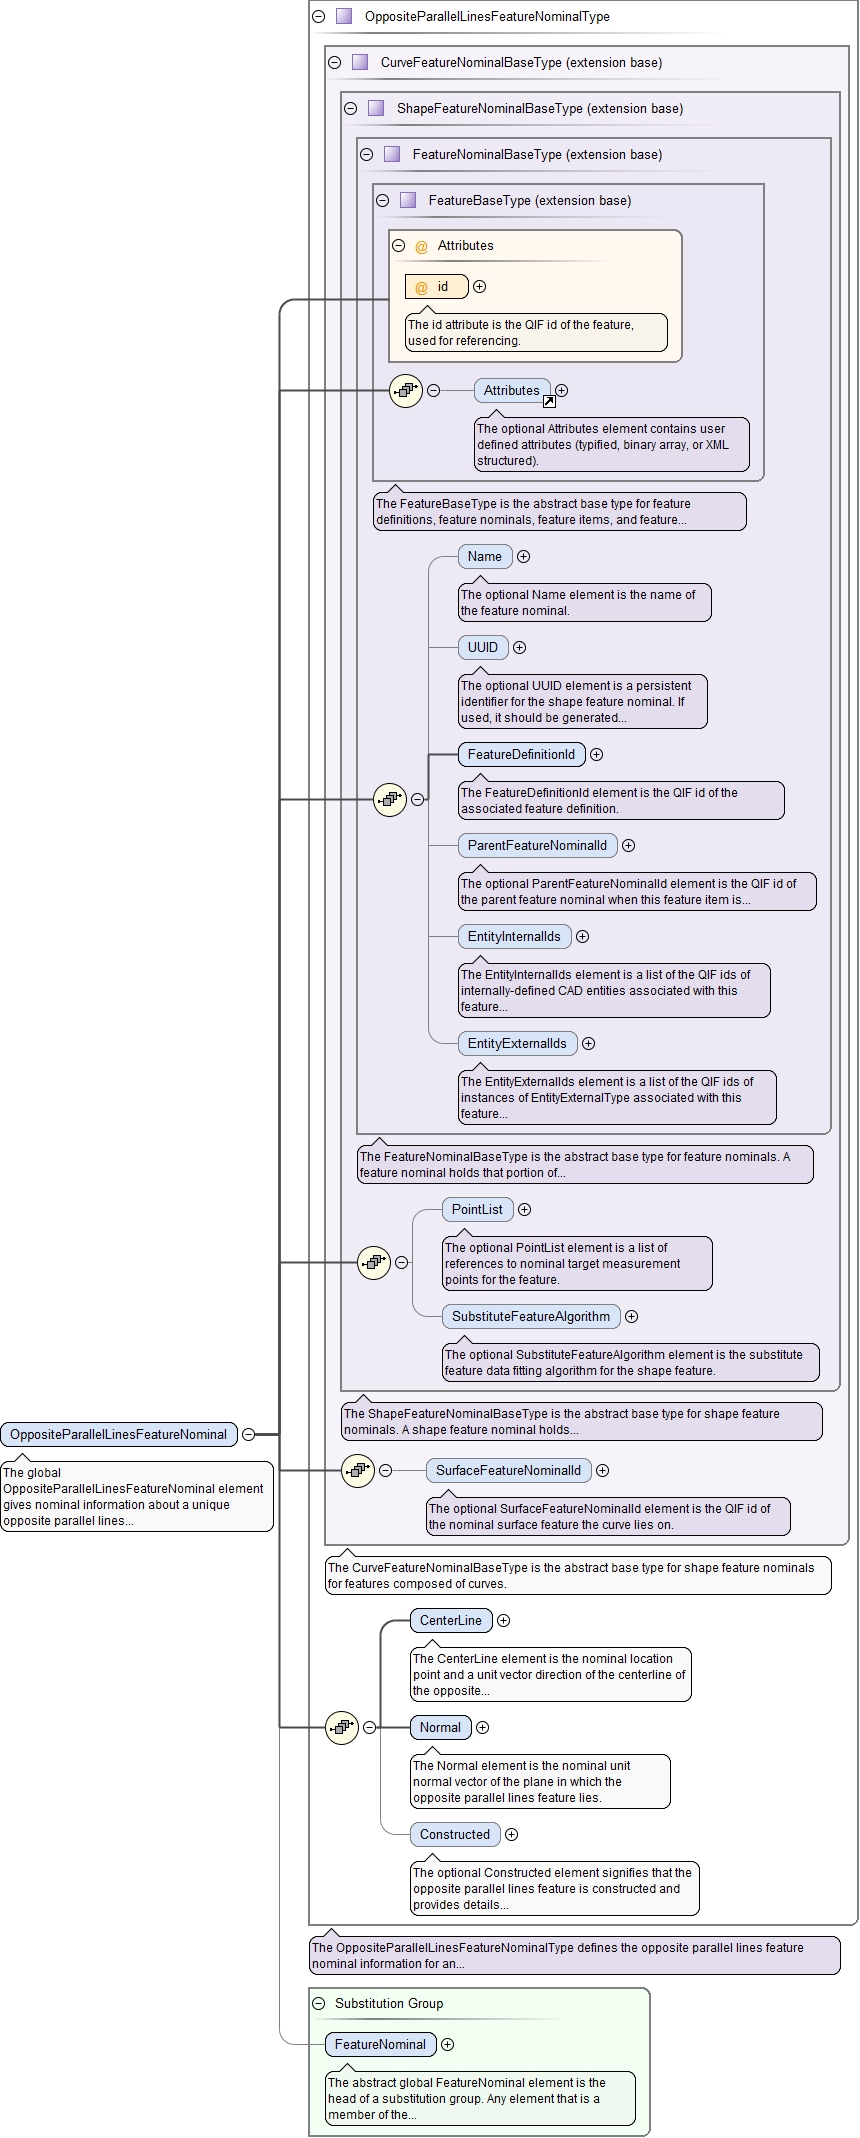 OppositeParallelLinesFeatureNominalType
CurveFeatureNominalBaseType (extension base)
ShapeFeatureNominalBaseType (extension base)
FeatureNominalBaseType (extension base)
FeatureBaseType (extension base)
@ Attributes
@ id
The id attribute is the QIF id of the feature,
used for referencing.
Attributes
The optional Attributes element contains user
defined attributes (typified, binary array, or XML
structured).
The FeatureBaseType is the abstract base type for feature
definitions, feature nominals, feature items, and feature...
Name
The optional Name element is the name of
the feature nominal.
UUID
The optional UUID element is a persistent
identifier for the shape feature nominal. If
used, it should be generated...
FeatureDefinitionId
The FeatureDefinitionId element is the QIF id of the
associated feature definition.
ParentFeatureNominalId
The optional ParentFeatureNominalId element is the QIF id of
the parent feature nominal when this feature item is...
EntityInternalIds
The EntityInternalIds element is a list of the QIF ids of
internally-defined CAD entities associated with this
feature...
EntityExternalIds
The EntityExternalIds element is a list of the QIF ids of
instances of EntityExternalType associated with this
feature...
The FeatureNominalBaseType is the abstract base type for feature nominals. A
feature nominal holds that portion of...
PointList
The optional PointList element is a list of
references to nominal target measurement
points for the feature.
SubstituteFeatureAlgorithm
The optional SubstituteFeatureAlgorithm element is the substitute
feature data fitting algorithm for the shape feature.
The ShapeFeatureNominalBaseType is the abstract base type for shape feature
nominals. A shape feature nominal holds...
OppositeParallelLinesFeatureNominal
The global
OppositeParallelLinesFeatureNominal element
gives nominal information about a unique
opposite parallel lines...
SurfaceFeatureNominalId
The optional SurfaceFeatureNominalId element is the QIF id of
the nominal surface feature the curve lies on.
The CurveFeatureNominalBaseType is the abstract base type for shape feature nominals
for features composed of curves.
CenterLine
The CenterLine element is the nominal location
point and a unit vector direction of the centerline of
the opposite...
Normal
The Normal element is the nominal unit
normal vector of the plane in which the
opposite parallel lines feature lies.
Constructed
The optional Constructed element signifies that the
opposite parallel lines feature is constructed and
provides details...
The OppositeParallelLinesFeatureNominalType defines the opposite parallel lines feature
nominal information for an...
Substitution Group
FeatureNominal
The abstract global FeatureNominal element is the
head of a substitution group. Any element that is a
member of the...